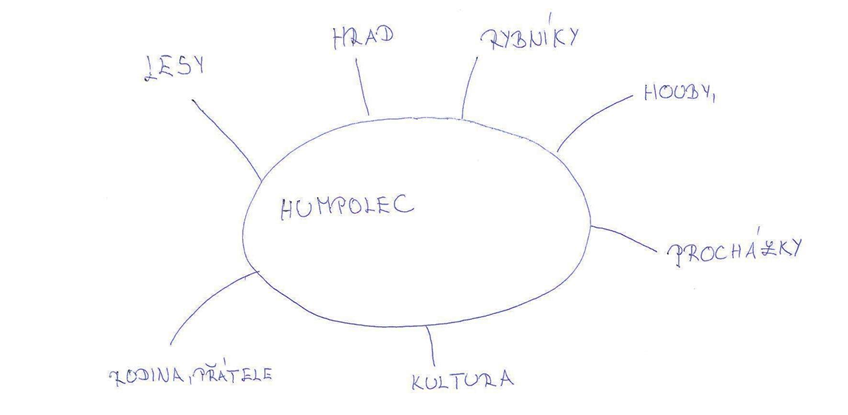 HRAD
RYBNÍKY
LESY
HOUBY,
HUMPOLEC
PROCHÁZKY
RODINA, PŘÁTELE
KULTURA